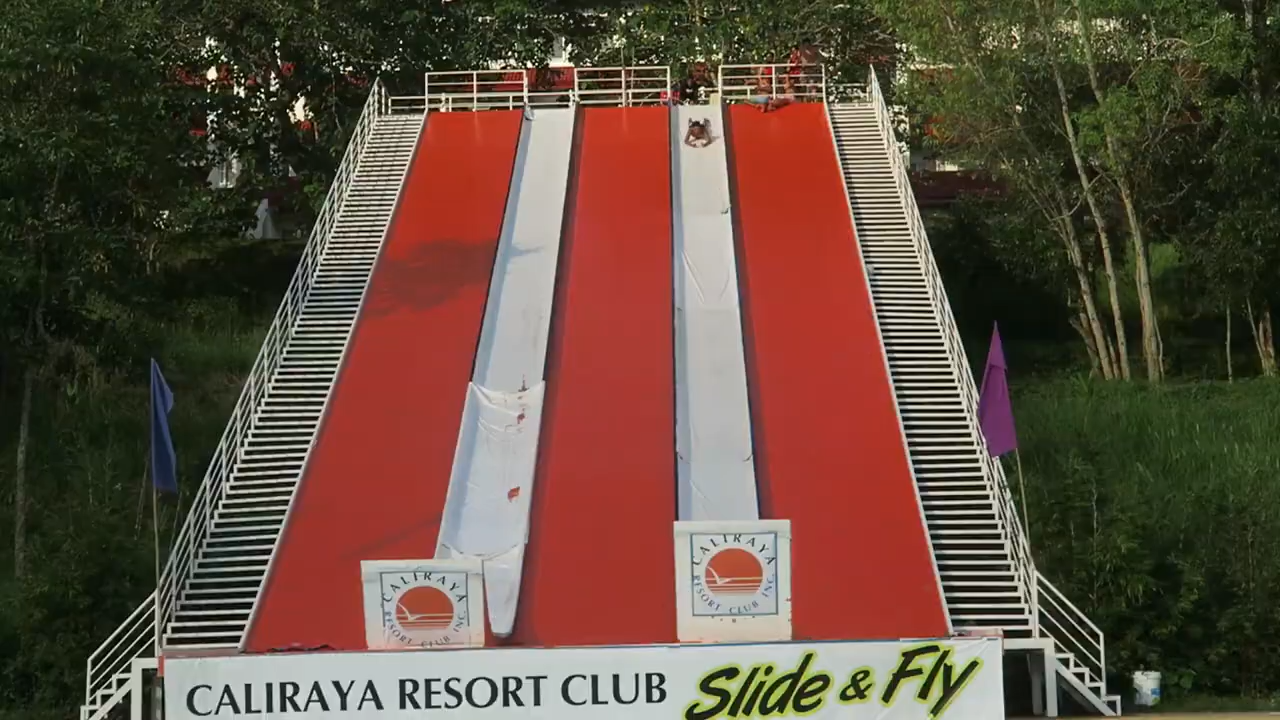 CALIRAYA
RESORT CLUB INC.
CALIRAYA
RESORT CLUB INC.
CALIRAYA RESORT CLUB Slide & Fly